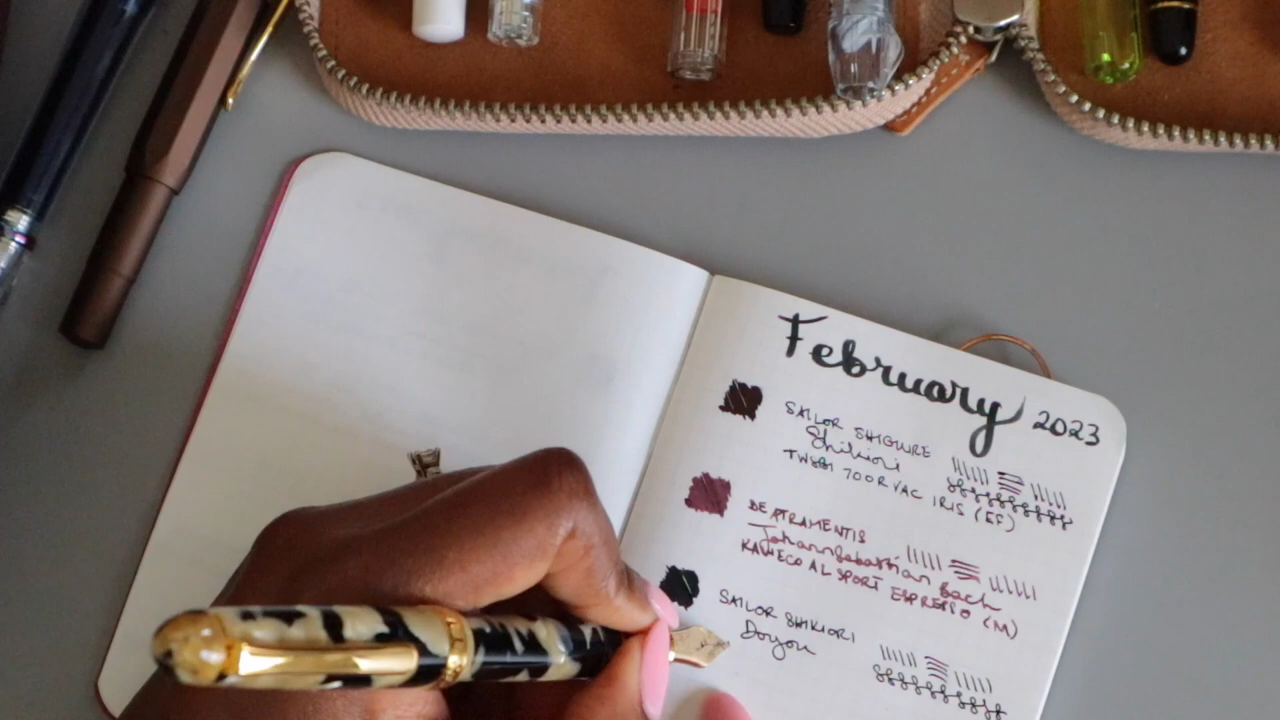 February 2023
SAILOR SHIGURE
Shikiori
TWSBI 700R VAC IRIS (EF)
DE ATRAMENTIS
Johann Sebastian Bach
KAWECO AL SPORT ESPRESSO (M)
SAILOR SHIKIORI
Doyou